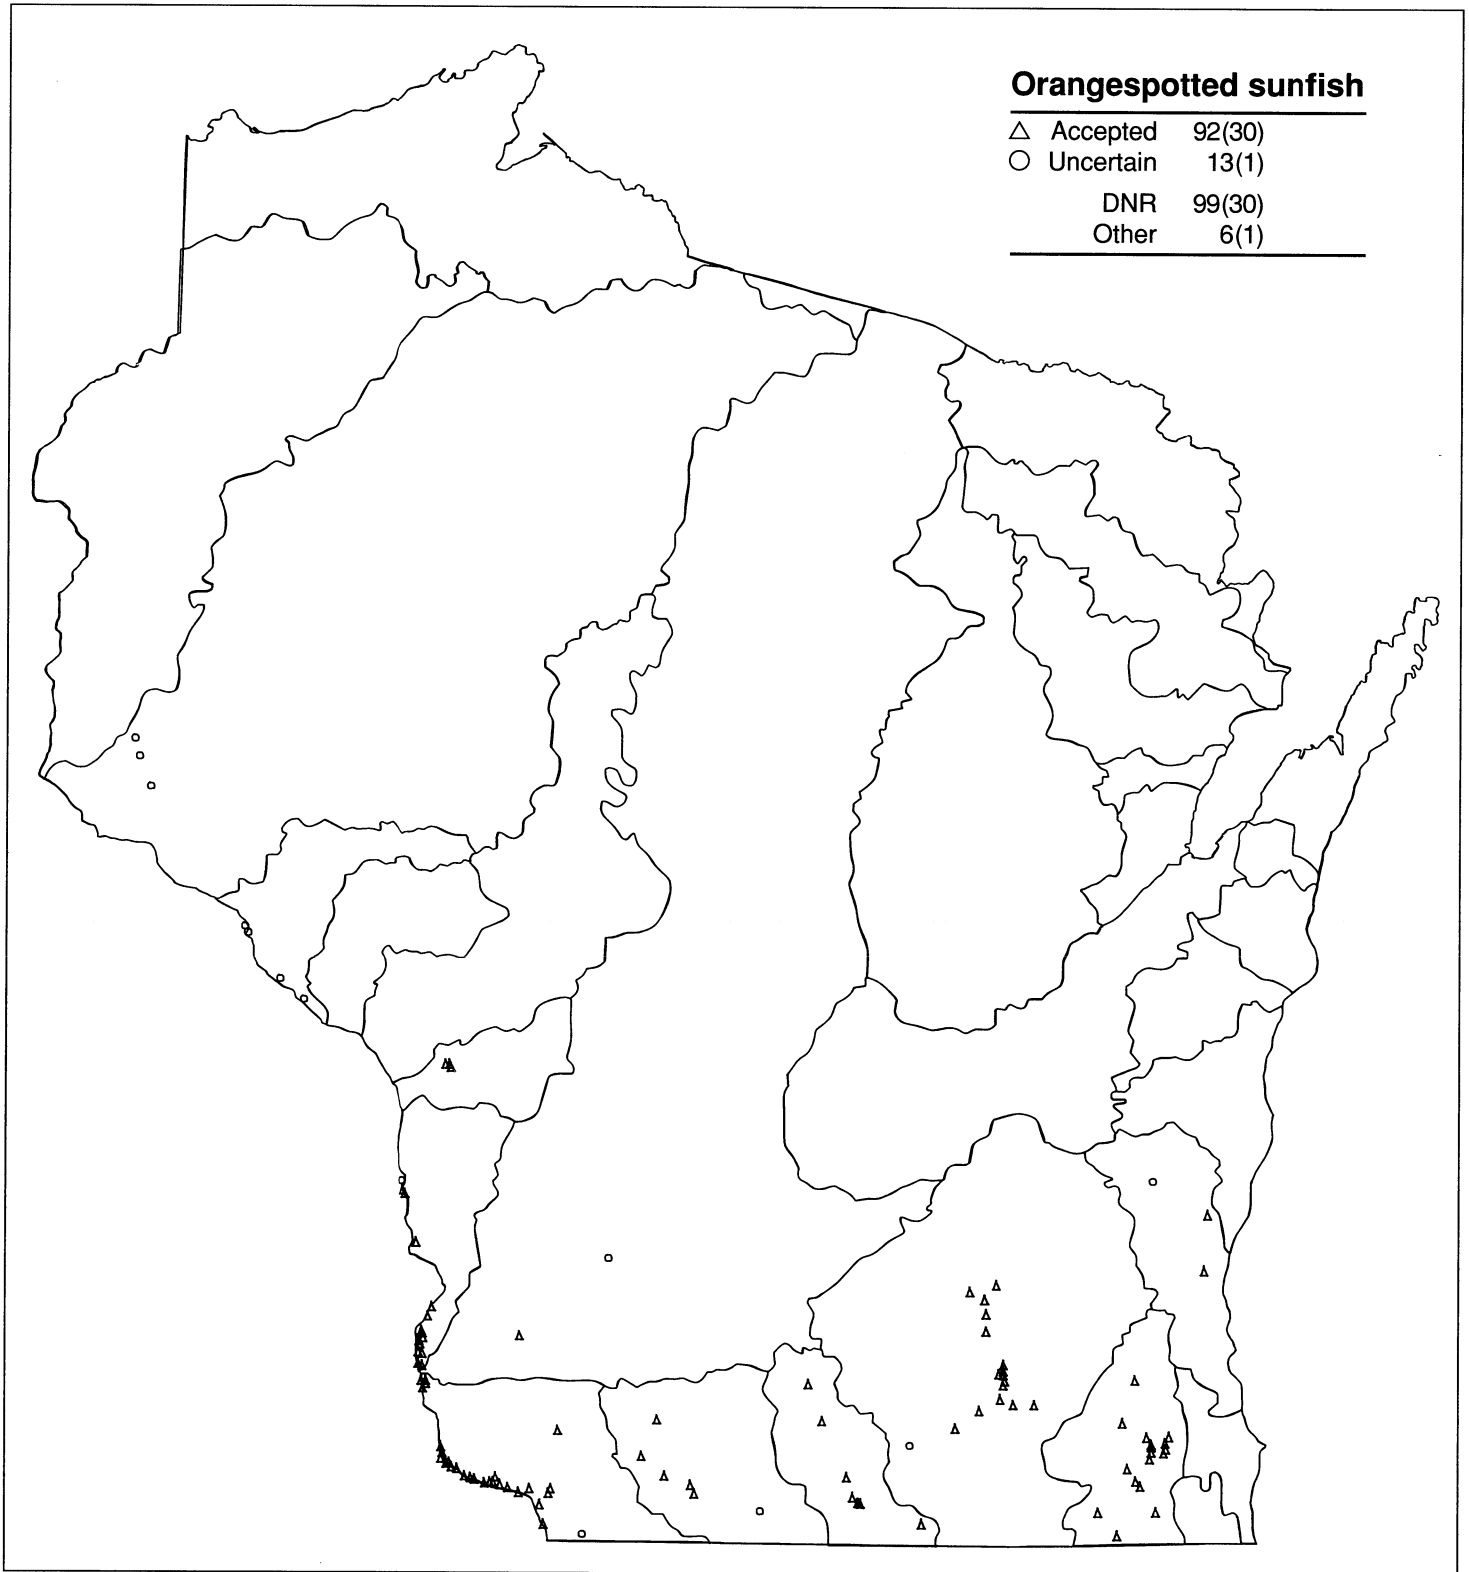 Orangespotted sunfish
△ Accepted 92(30)
○ Uncertain 13(1)
DNR 99(30)
Other 6(1)